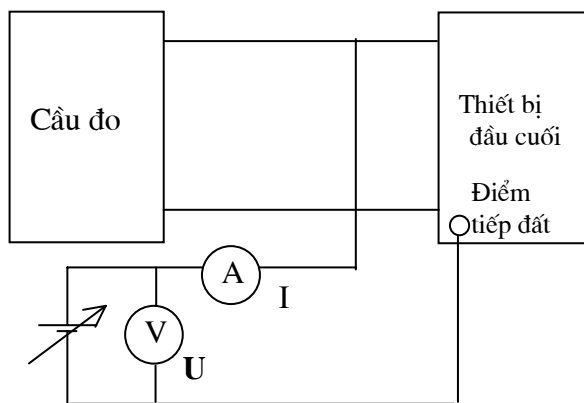 Cầu đo
Thiết bị
đầu cuối
Điểm
tiếp đất
A
I
V
U